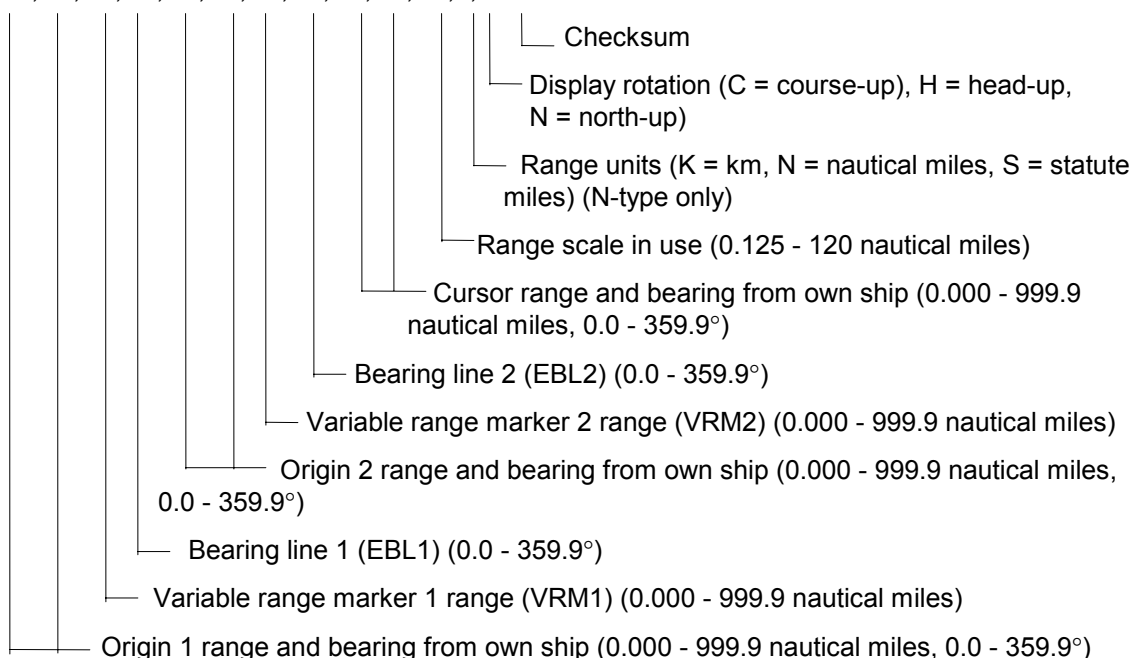 Checksum
Display rotation (C = course-up), H = head-up,
N = north-up)
Range units (K = km, N = nautical miles, S = statute
miles) (N-type only)
Range scale in use (0.125 - 120 nautical miles)
Cursor range and bearing from own ship (0.000 - 999.9
nautical miles, 0.0 - 359.9°)
Bearing line 2 (EBL2) (0.0 - 359.9°)
Variable range marker 2 range (VRM2) (0.000 - 999.9 nautical miles)
Origin 2 range and bearing from own ship (0.000 - 999.9 nautical miles,
0.0 - 359.9°)
Bearing line 1 (EBL1) (0.0 - 359.9°)
Variable range marker 1 range (VRM1) (0.000 - 999.9 nautical miles)
Origin 1 range and bearing from own ship (0.000 - 999.9 nautical miles, 0.0 - 359.9°)